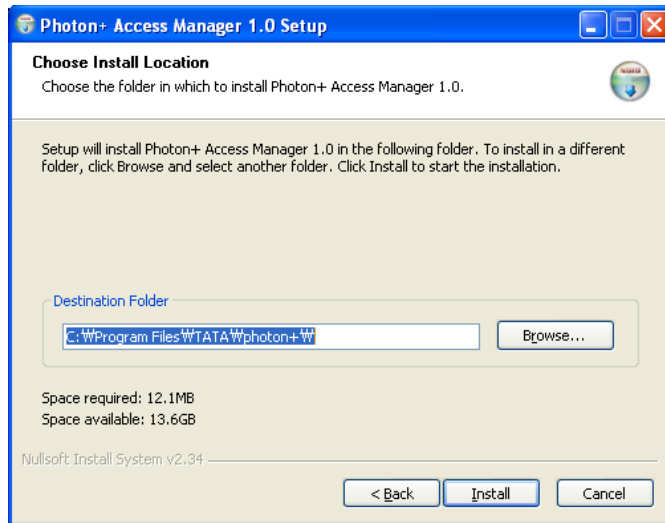 Photon+ Access Manager 1.0 Setup
Choose Install Location
Choose the folder in which to install Photon+ Access Manager 1.0.
Setup will install Photon+ Access Manager 1.0 in the following folder. To install in a different
folder, click Browse and select another folder. Click Install to start the installation.
Destination Folder
C:₩Program Files₩TATA₩photon+₩
Browse...
Space required: 12.1MB
Space available: 13.6GB
Nullsoft Install System v2.34
< Back
Install
Cancel